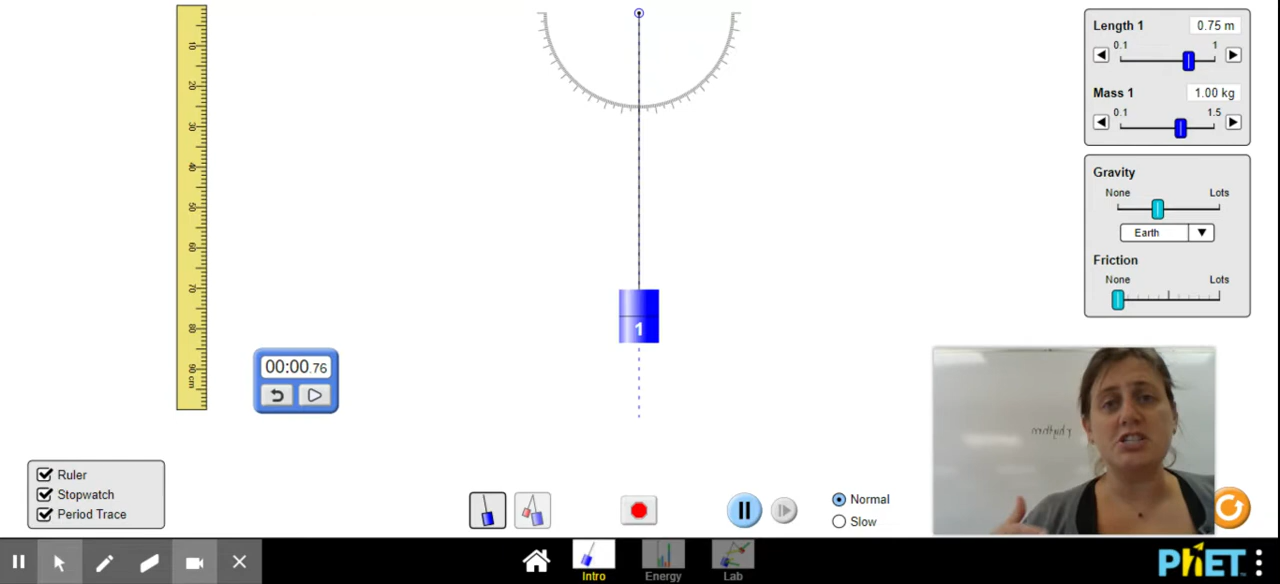 10
20
30
40
50
60
70
80
90 cm
00:00.76
1
Length 1 0.75 m
0.1 1
Mass 1 1.00 kg
0.1 1.5
Gravity
None Lots
Earth
Friction
None Lots
rhythm
Ruler
Stopwatch
Period Trace
Normal
Slow
Intro
Energy
Lab
PhET